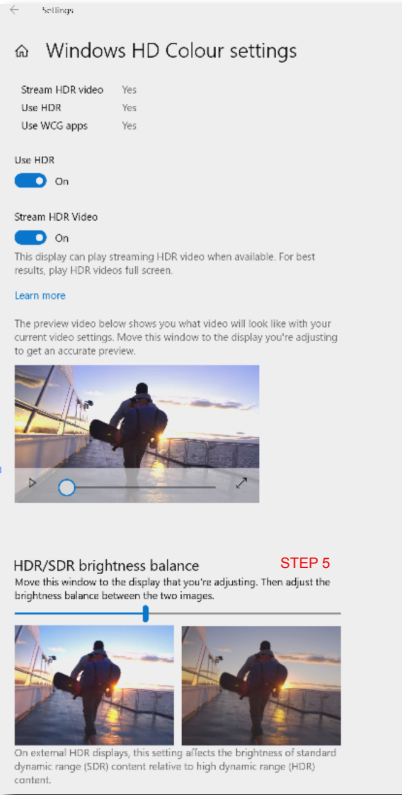 Settings
Windows HD Colour settings
Stream HDR video Yes
Use HDR Yes
Use WCG apps Yes
Use HDR
On
Stream HDR Video
On
This display can play streaming HDR video when available. For best
results, play HDR videos full screen.
Learn more
The preview video below shows you what video will look like with your
current video settings. Move this window to the display you're adjusting
to get an accurate preview.
HDR/SDR brightness balance STEP 5
Move this window to the display that you're adjusting. Then adjust the
brightness balance between the two images.
On external HDR displays, this setting affects the brightness of standard
dynamic range (SDR) content relative to high dynamic range (HDR)
content.